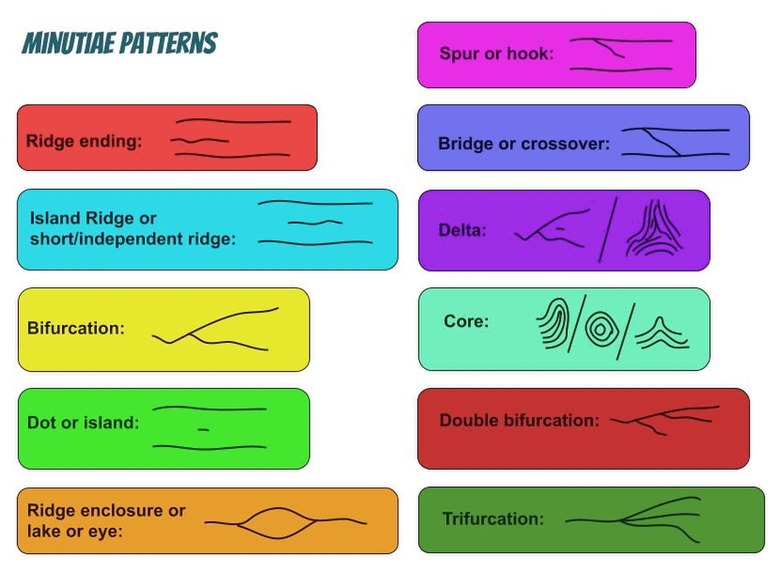 MINUTIAE PATTERNS
Ridge ending:
Island Ridge or
short/independent ridge:
Bifurcation:
Dot or island:
Ridge enclosure or
lake or eye:
Spur or hook:
Bridge or crossover:
Delta:
Core:
Double bifurcation:
Trifurcation: